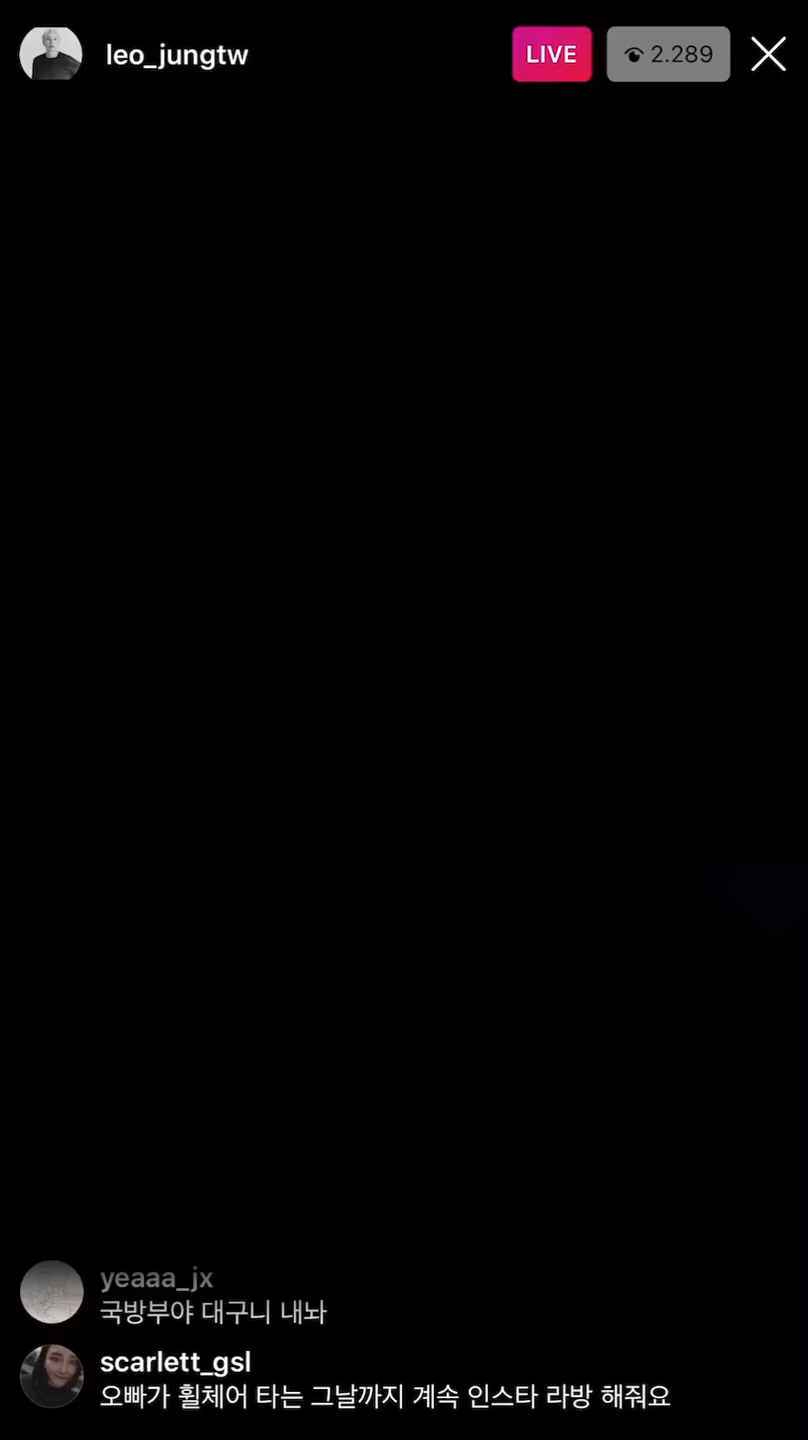 leo_jungtw
LIVE
2.289
yeaaa_jx
국방부야 대구니 내놔
scarlett_gsl
오빠가 휠체어 타는 그날까지 계속 인스타 라방 해줘요